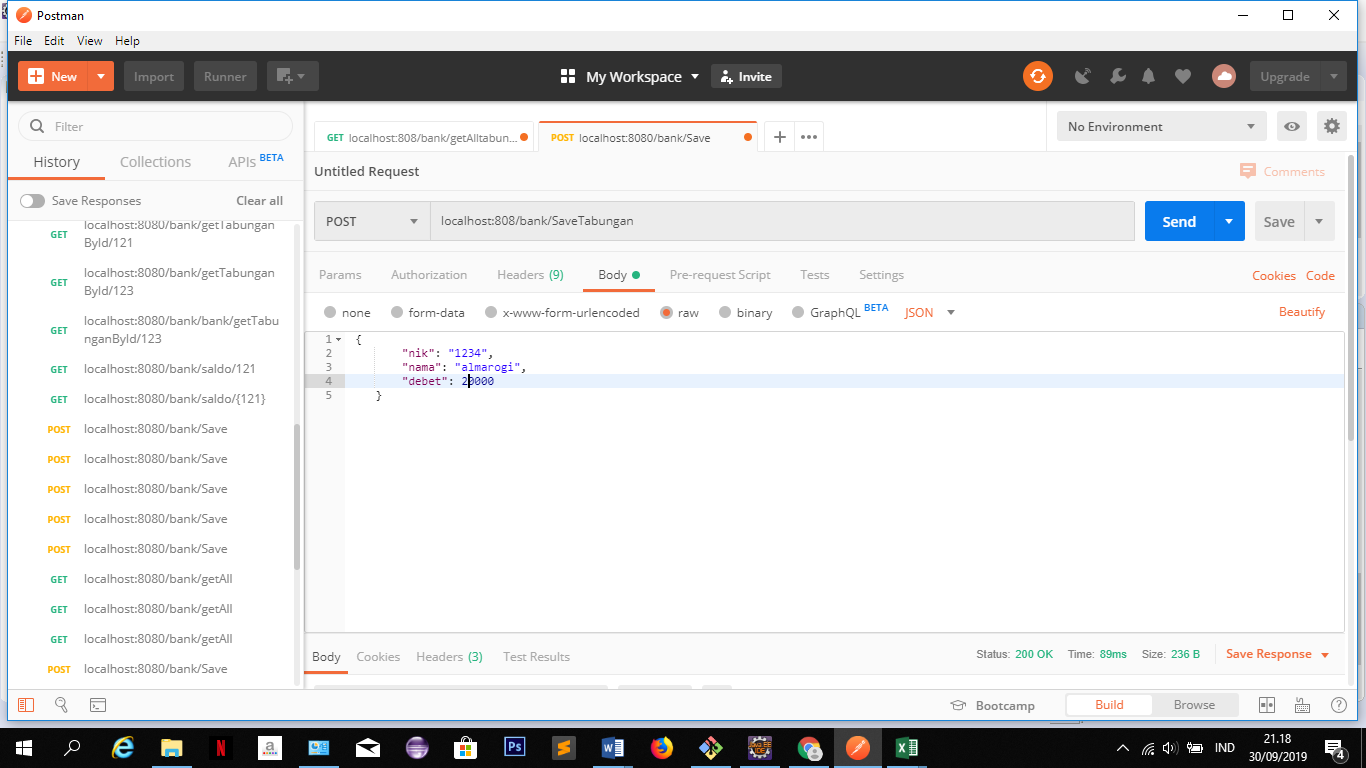 Postman
File Edit View Help
New Import Runner My Workspace Invite Upgrade
Filter
History Collections APIs BETA
Save Responses Clear all
GET localhost:8080/bank/getTabungan
ById/121
GET localhost:8080/bank/getTabungan
ById/123
GET localhost:8080/bank/bank/getTabu
nganById/123
GET localhost:8080/bank/saldo/121
GET localhost:8080/bank/saldo/{121}
POST localhost:8080/bank/Save
POST localhost:8080/bank/Save
POST localhost:8080/bank/Save
POST localhost:8080/bank/Save
POST localhost:8080/bank/Save
GET localhost:8080/bank/getAll
GET localhost:8080/bank/getAll
GET localhost:8080/bank/getAll
POST localhost:8080/bank/Save
GET localhost:808/bank/getAlltabun... POST localhost:8080/bank/Save No Environment
Untitled Request Comments
POST localhost:808/bank/SaveTabungan Send Save
Params Authorization Headers (9) Body Pre-request Script Tests Settings Cookies Code
none form-data x-www-form-urlencoded raw binary GraphQL BETA JSON Beautify
1 {
2 "nik": "1234",
3 "nama": "almarogi",
4 "debet": 20000
5 }
Body Cookies Headers (3) Test Results Status: 200 OK Time: 89ms Size: 236 B Save Response
Bootcamp Build Browse
IND 21.18
30/09/2019 4